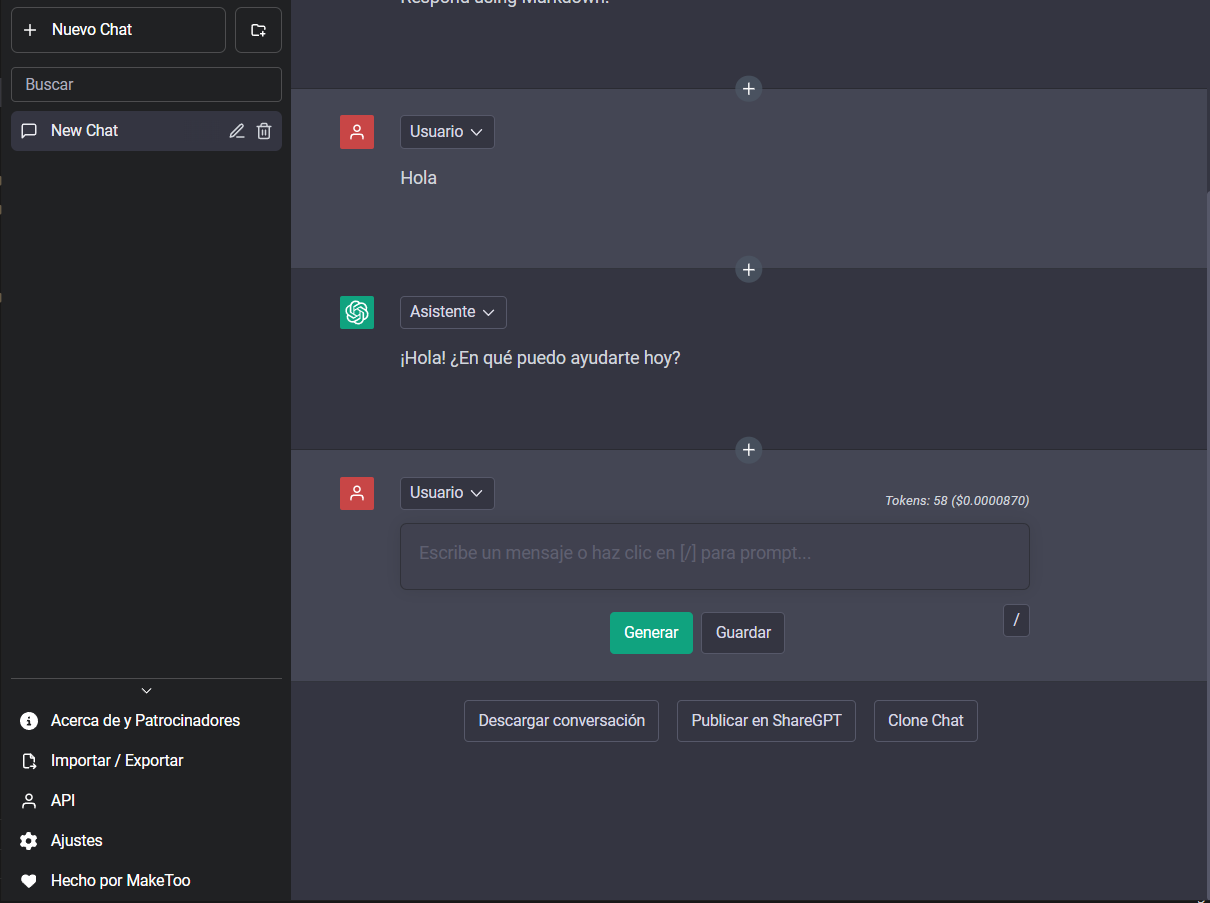 Nuevo Chat
Buscar
New Chat
Acerca de y Patrocinadores
Importar / Exportar
API
Ajustes
Hecho por MakeToo
Respond using Markdown.
Usuario
Hola
Asistente
¡Hola! ¿En qué puedo ayudarte hoy?
Usuario
Tokens: 58 ($0.0000870)
Escribe un mensaje o haz clic en [/] para prompt...
/
Generar Guardar
Descargar conversación Publicar en ShareGPT Clone Chat